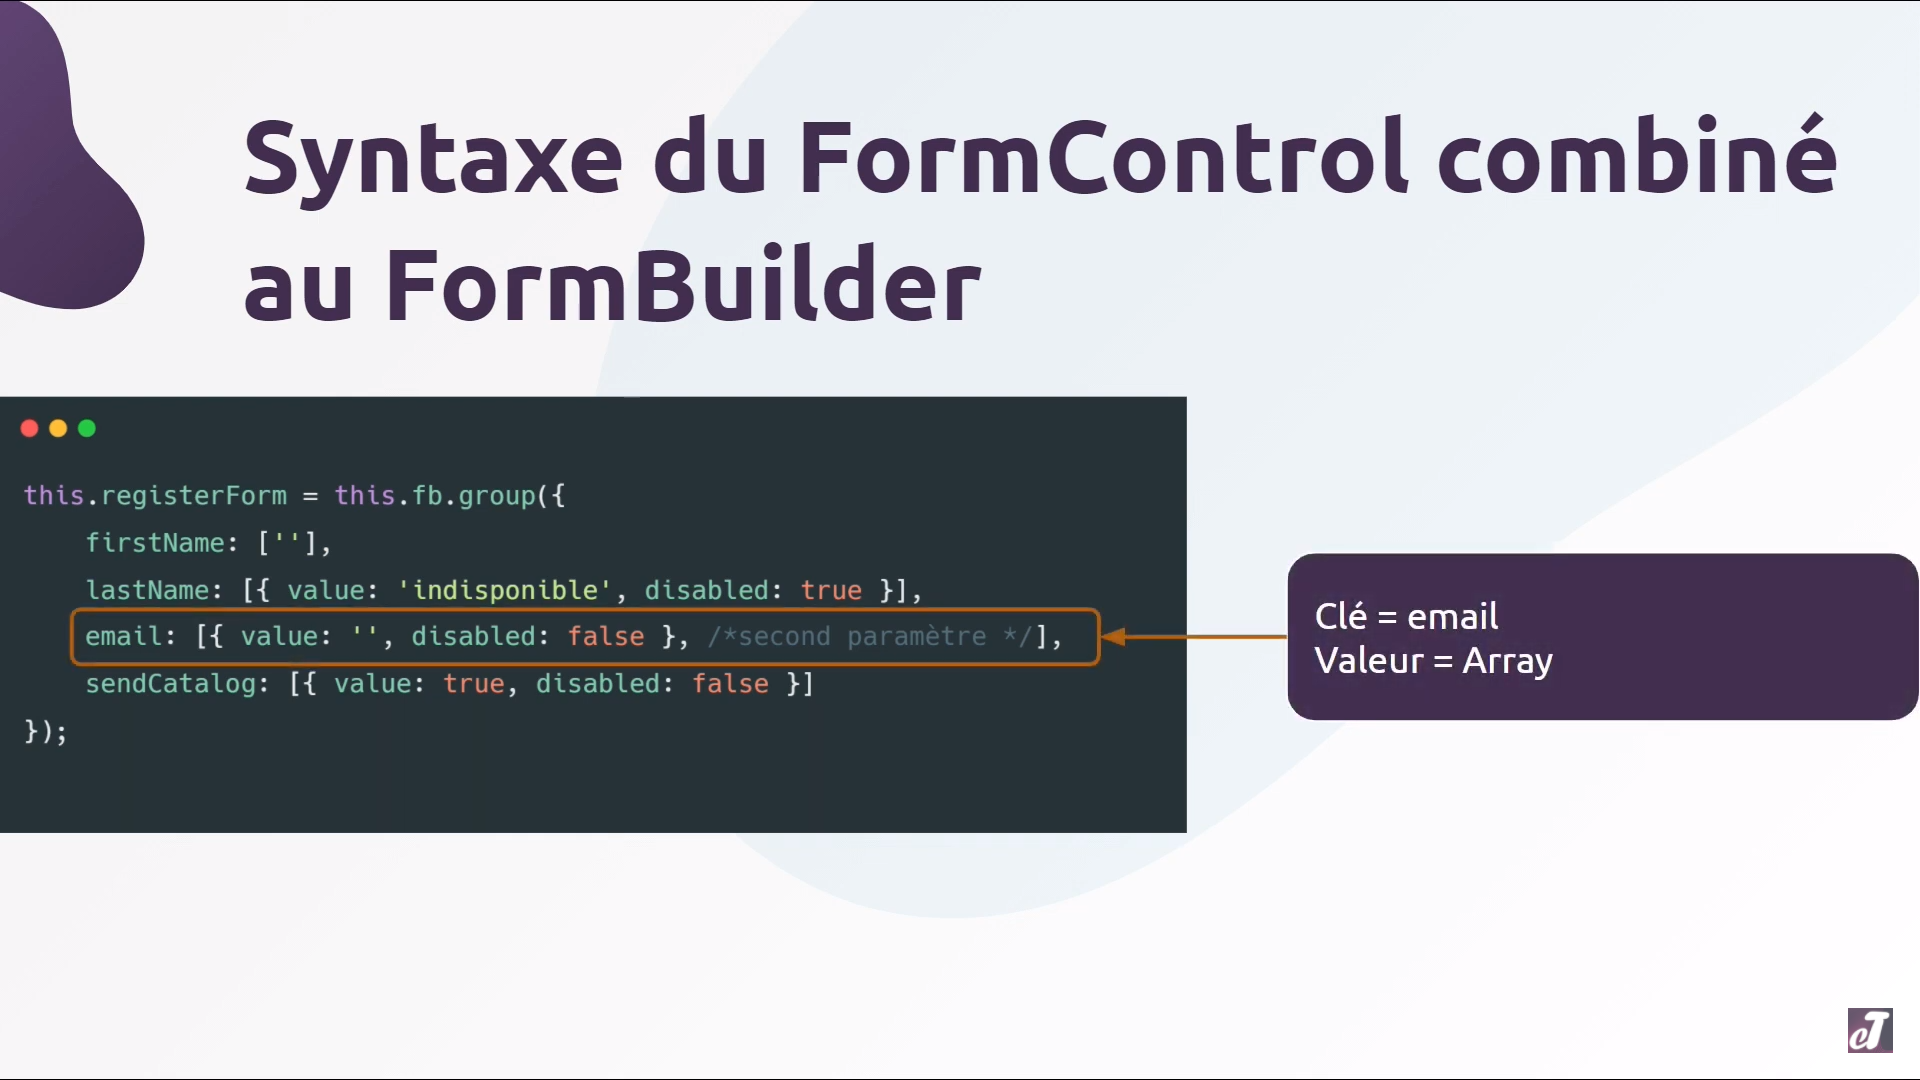 Syntaxe du FormControl combiné
au FormBuilder
this.registerForm = this.fb.group({
    firstName: [''],
    lastName: [{ value: 'indisponible', disabled: true }],
    email: [{ value: '', disabled: false }, /*second paramètre */],
    sendCatalog: [{ value: true, disabled: false }]
});
Clé = email
Valeur = Array
eT